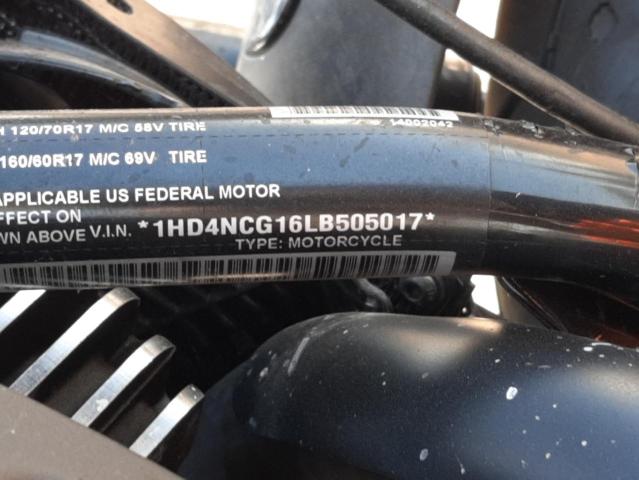 14002042
H 120/70R17 M/C 58V TIRE
160/60R17 M/C 69V TIRE
APPLICABLE US FEDERAL MOTOR
EFFECT ON
WN ABOVE V.I.N. *1HD4NCG16LB505017*
TYPE: MOTORCYCLE